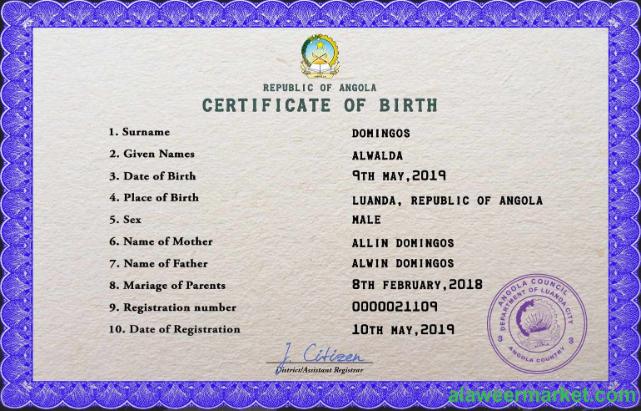 REPUBLIC OF ANGOLA
CERTIFICATE OF BIRTH
1. Surname DOMINGOS
2. Given Names ALWALDA
3. Date of Birth 9TH MAY,2019
4. Place of Birth LUANDA, REPUBLIC OF ANGOLA
5. Sex MALE
6. Name of Mother ALLIN DOMINGOS
7. Name of Father ALWIN DOMINGOS
8. Mariage of Parents 8TH FEBRUARY,2018
9. Registration number 0000021109
10. Date of Registration 10TH MAY,2019
J. Citizen
District/Assistant Registrar
ANGOLA COUNCIL
DEPARTMENT OF LUANDA CITY
3 3
ANGOLA COUNTRY
alaweermarket.com